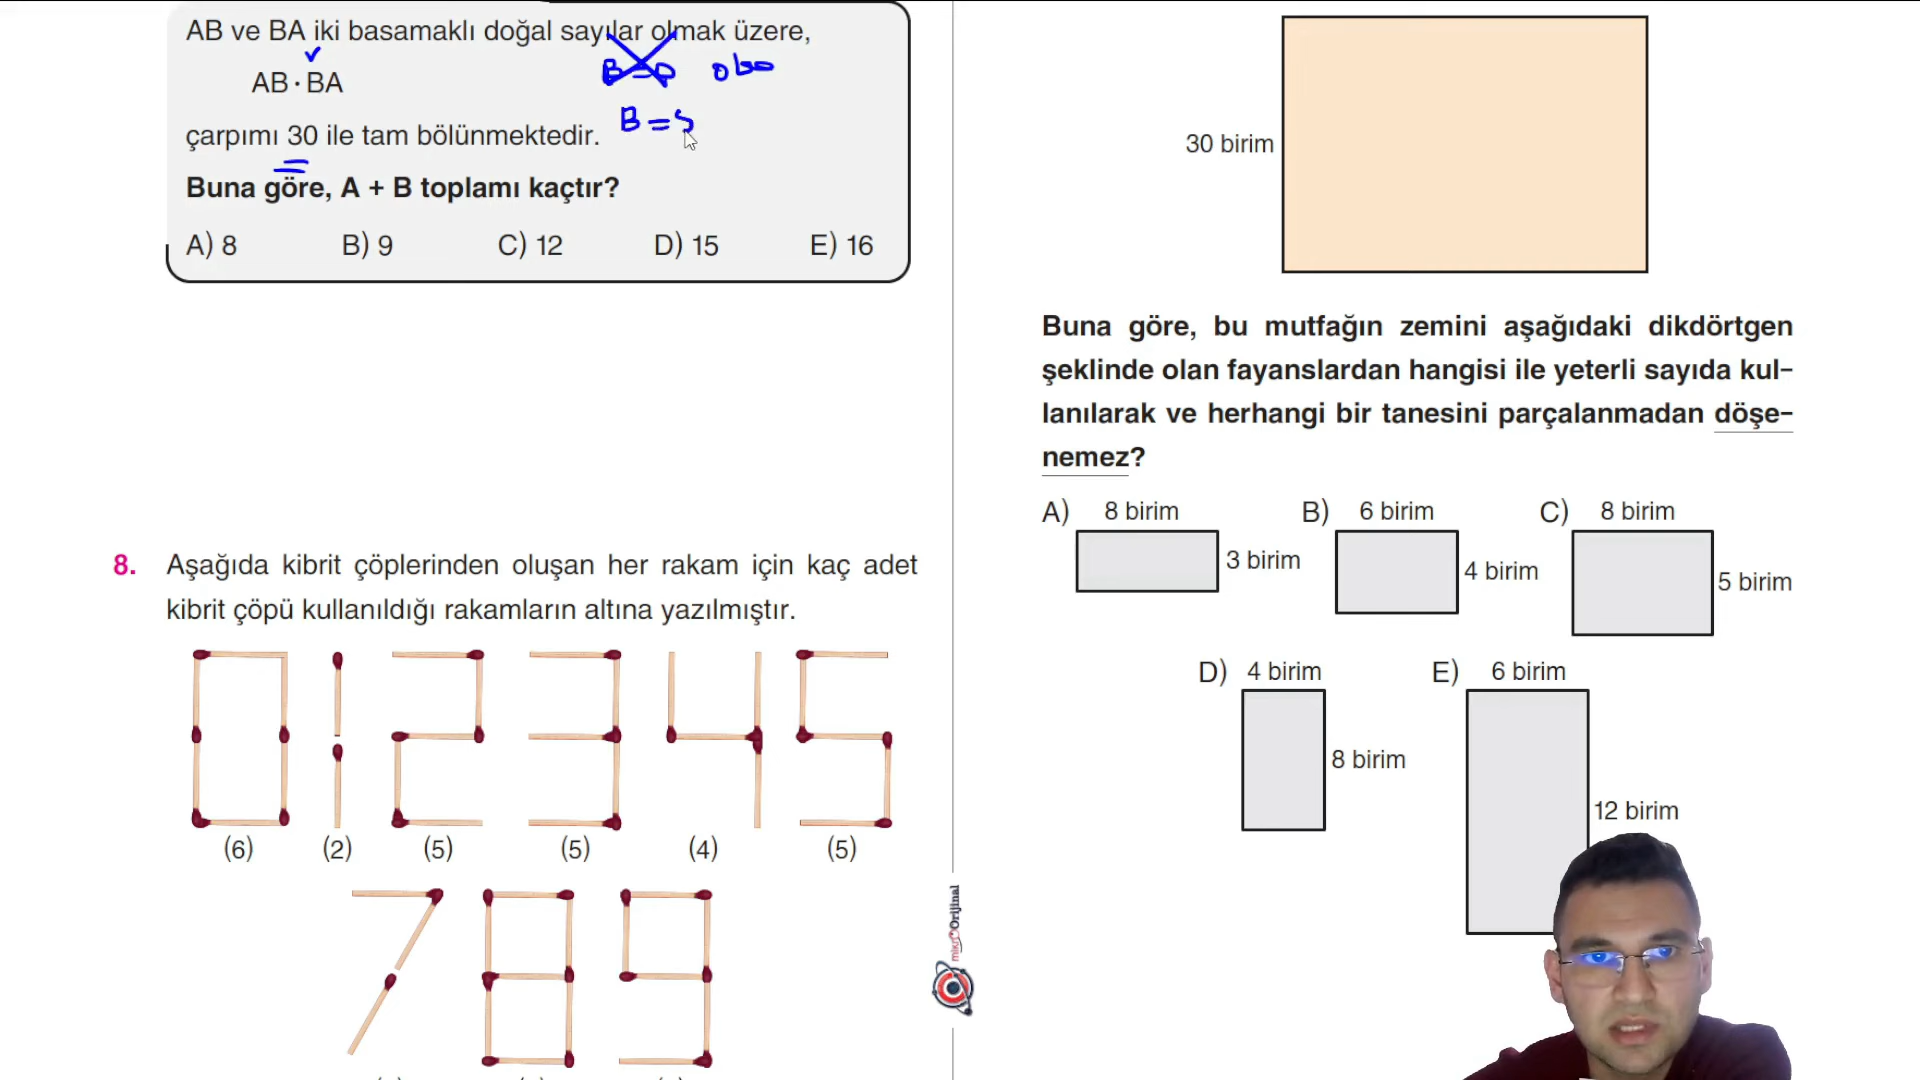 AB ve BA iki basamaklı doğal sayılar olmak üzere,
AB · BA
B = 0
B = 5
çarpımı 30 ile tam bölünmektedir.
Buna göre, A + B toplamı kaçtır?
A) 8 B) 9 C) 12 D) 15 E) 16
8. Aşağıda kibrit çöplerinden oluşan her rakam için kaç adet
kibrit çöpü kullanıldığı rakamların altına yazılmıştır.
(6) (2) (5) (5) (4) (5)
mikrOOrijinal
30 birim
Buna göre, bu mutfağın zemini aşağıdaki dikdörtgen
şeklinde olan fayanslardan hangisi ile yeterli sayıda kul-
lanılarak ve herhangi bir tanesini parçalanmadan döşe-
nemez?
A) 8 birim B) 6 birim C) 8 birim
3 birim 4 birim 5 birim
D) 4 birim E) 6 birim
8 birim
12 birim